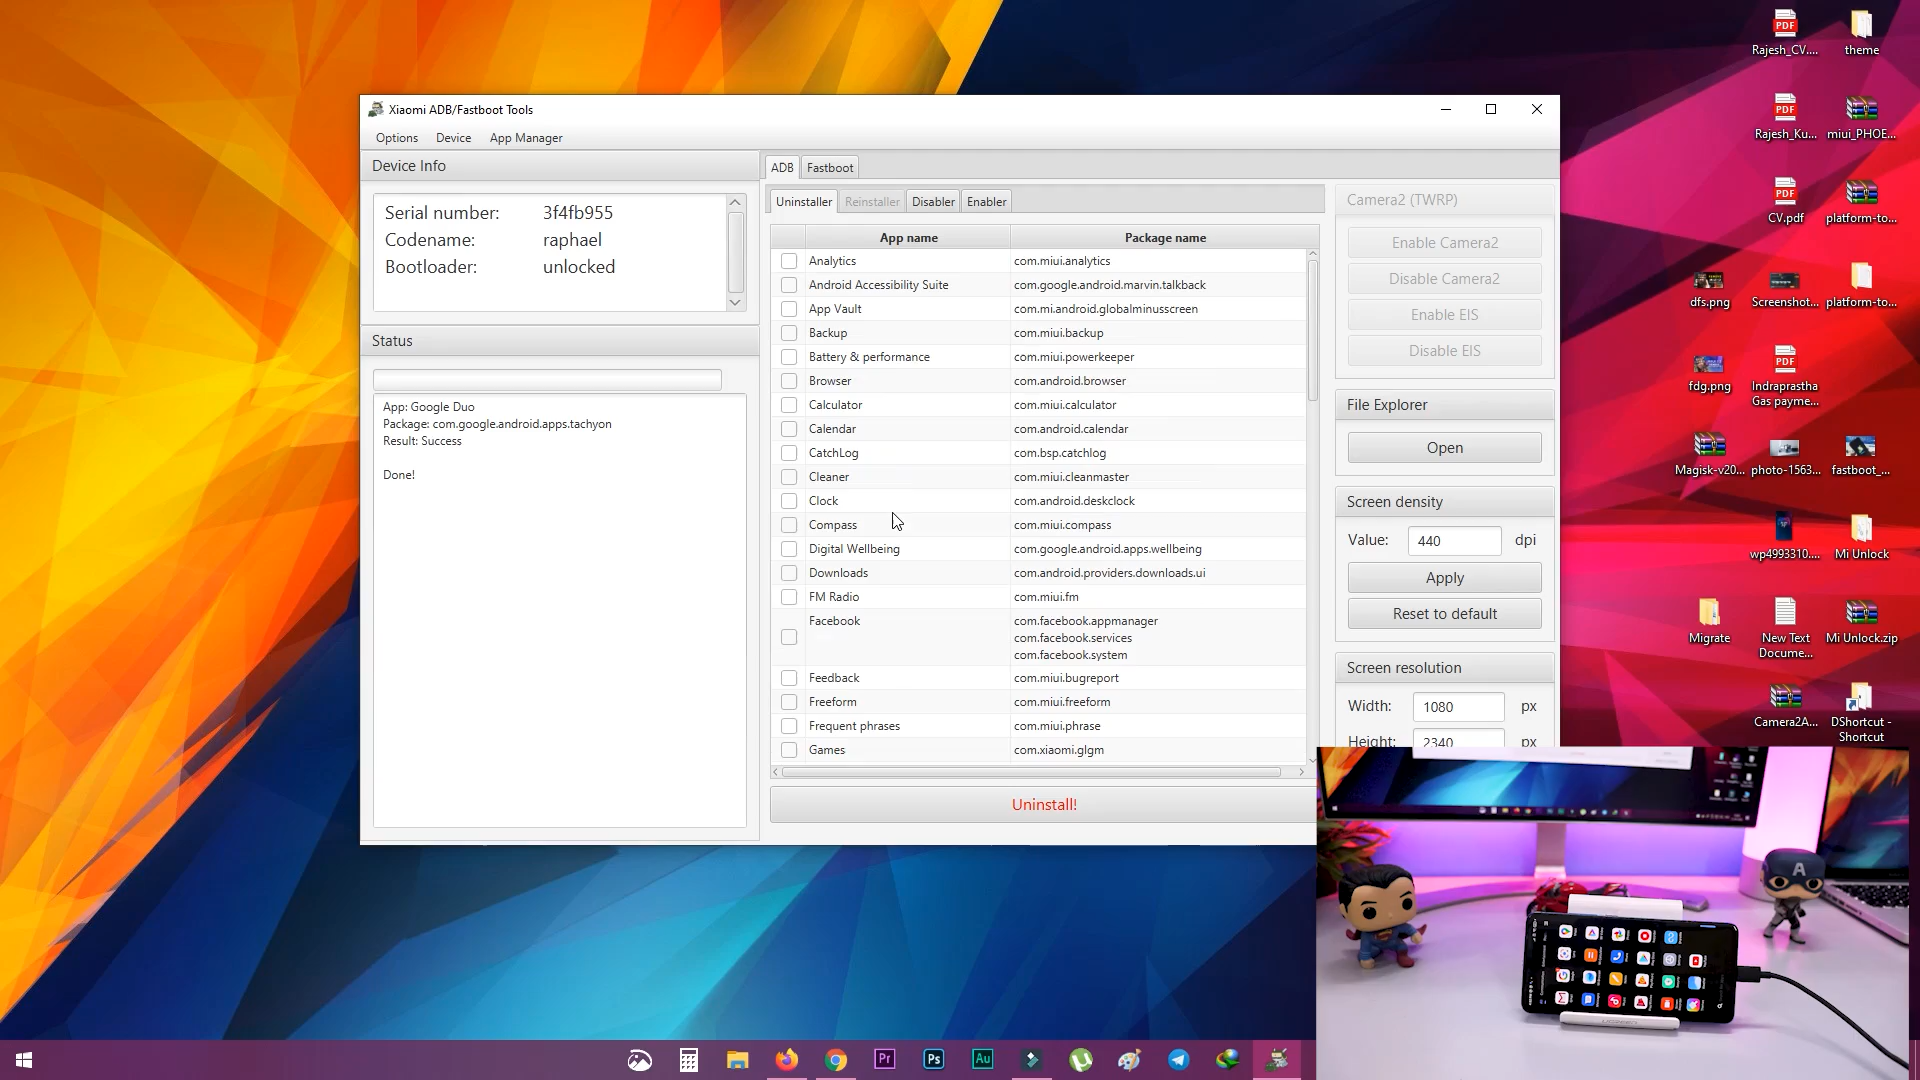 Xiaomi ADB/Fastboot Tools
Options Device App Manager
Device Info
Serial number: 3f4fb955
Codename: raphael
Bootloader: unlocked
Status
App: Google Duo
Package: com.google.android.apps.tachyon
Result: Success
Done!
ADB Fastboot
Uninstaller Reinstaller Disabler Enabler
App name Package name
Analytics com.miui.analytics
Android Accessibility Suite com.google.android.marvin.talkback
App Vault com.mi.android.globalminusscreen
Backup com.miui.backup
Battery & performance com.miui.powerkeeper
Browser com.android.browser
Calculator com.miui.calculator
Calendar com.android.calendar
CatchLog com.bsp.catchlog
Cleaner com.miui.cleanmaster
Clock com.android.deskclock
Compass com.miui.compass
Digital Wellbeing com.google.android.apps.wellbeing
Downloads com.android.providers.downloads.ui
FM Radio com.miui.fm
Facebook com.facebook.appmanager
com.facebook.services
com.facebook.system
Feedback com.miui.bugreport
Freeform com.miui.freeform
Frequent phrases com.miui.phrase
Games com.xiaomi.glgm
Uninstall!
Camera2 (TWRP)
Enable Camera2
Disable Camera2
Enable EIS
Disable EIS
File Explorer
Open
Screen density
Value: 440 dpi
Apply
Reset to default
Screen resolution
Width: 1080 px
Height: 2340 px
PDF
Rajesh_CV.... theme
PDF
Rajesh_Ku... miui_PHOE...
PDF
CV.pdf platform-to...
dfs.png Screenshot... platform-to...
PDF
fdg.png Indraprastha
Gas payme...
Magisk-v20... photo-1563... fastboot_...
wp4993310.... Mi Unlock
Migrate New Text
Docume... Mi Unlock.zip
Camera2A... DShortcut -
Shortcut
Pr Ps Au
A